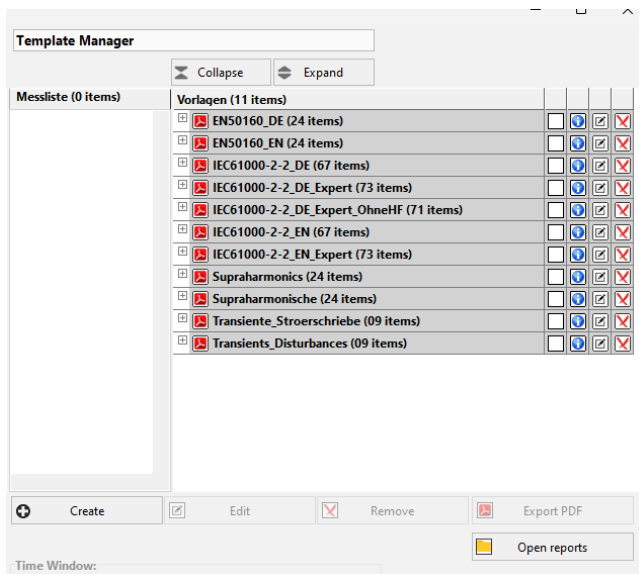 Template Manager
Collapse Expand
Messliste (0 items)
Vorlagen (11 items)
EN50160_DE (24 items)
EN50160_EN (24 items)
IEC61000-2-2_DE (67 items)
IEC61000-2-2_DE_Expert (73 items)
IEC61000-2-2_DE_Expert_OhneHF (71 items)
IEC61000-2-2_EN (67 items)
IEC61000-2-2_EN_Expert (73 items)
Supraharmonics (24 items)
Supraharmonische (24 items)
Transiente_Stroerschriebe (09 items)
Transients_Disturbances (09 items)
Create Edit Remove Export PDF
Open reports
Time Window: